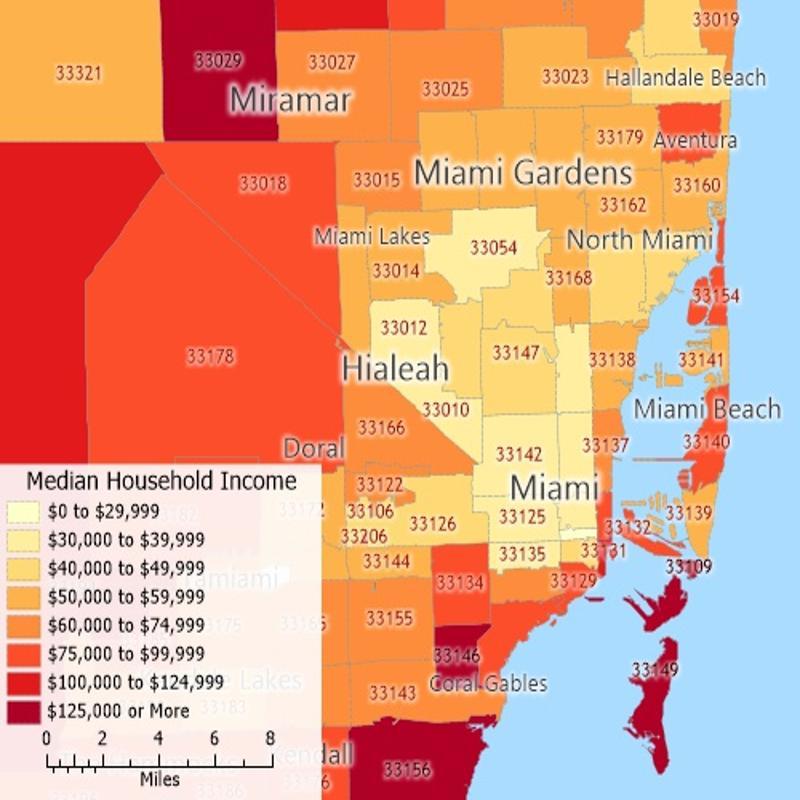 33019
33321
33029
33027
33025
33023
Hallandale Beach
Miramar
33179
Aventura
33018
33015
Miami Gardens
33160
33162
Miami Lakes
33054
North Miami
33014
33168
33154
33012
33178
33147
33138
33141
Hialeah
33010
Miami Beach
33166
33137
33140
Doral
33142
33122
Miami
33172
33106
33126
33125
33139
33132
33206
33131
33135
33144
33109
33134
33129
33155
33165
33146
33149
Coral Gables
33143
33183
33156
33186
Median Household Income
$0 to $29,999
$30,000 to $39,999
$40,000 to $49,999
$50,000 to $59,999
$60,000 to $74,999
$75,000 to $99,999
$100,000 to $124,999
$125,000 or More
0 2 4 6 8
Miles